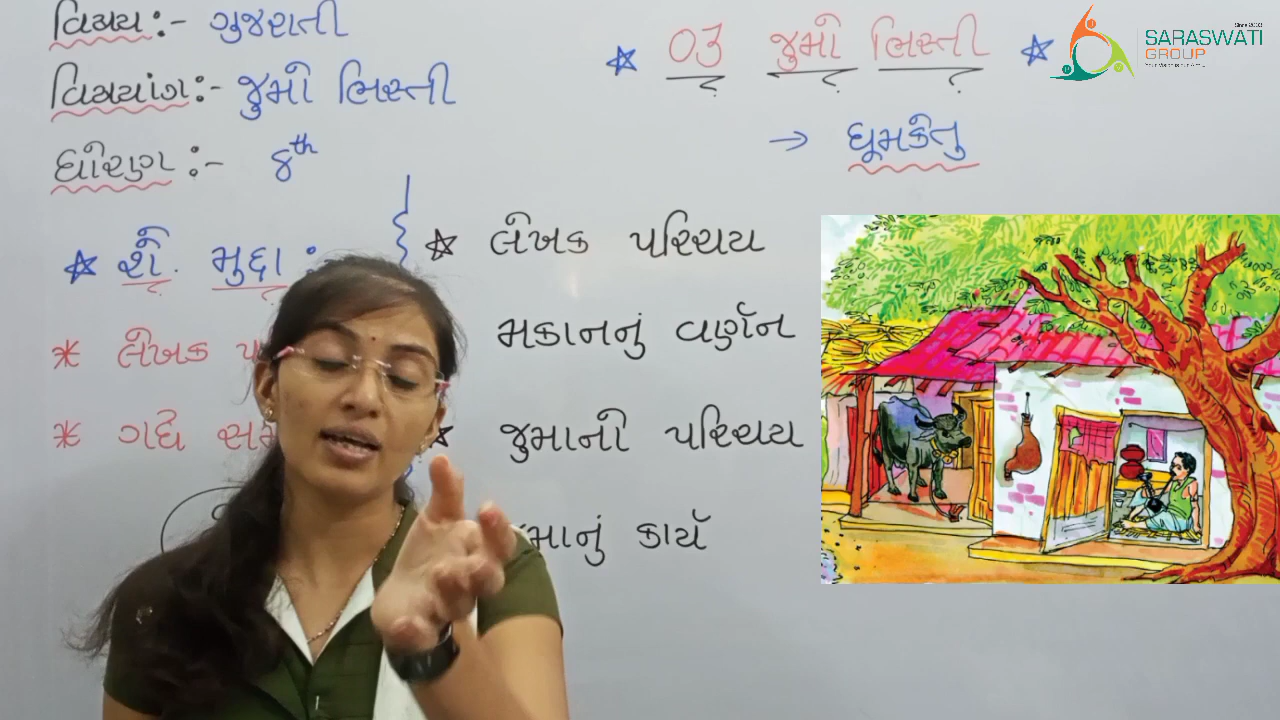 વિષય :- ગુજરાતી
વિષયાંગ :- જુમો ભિસ્તી
ધોરણ :- 8th
શૈ. મુદ્દા :
લેખક
ગદ્ય
03 જુમો ભિસ્તી
→ ધૂમકેતુ
લેખક પરિચય
મકાનનું વર્ણન
જુમાનો પરિચય
કાર્ય
SARASWATI
GROUP